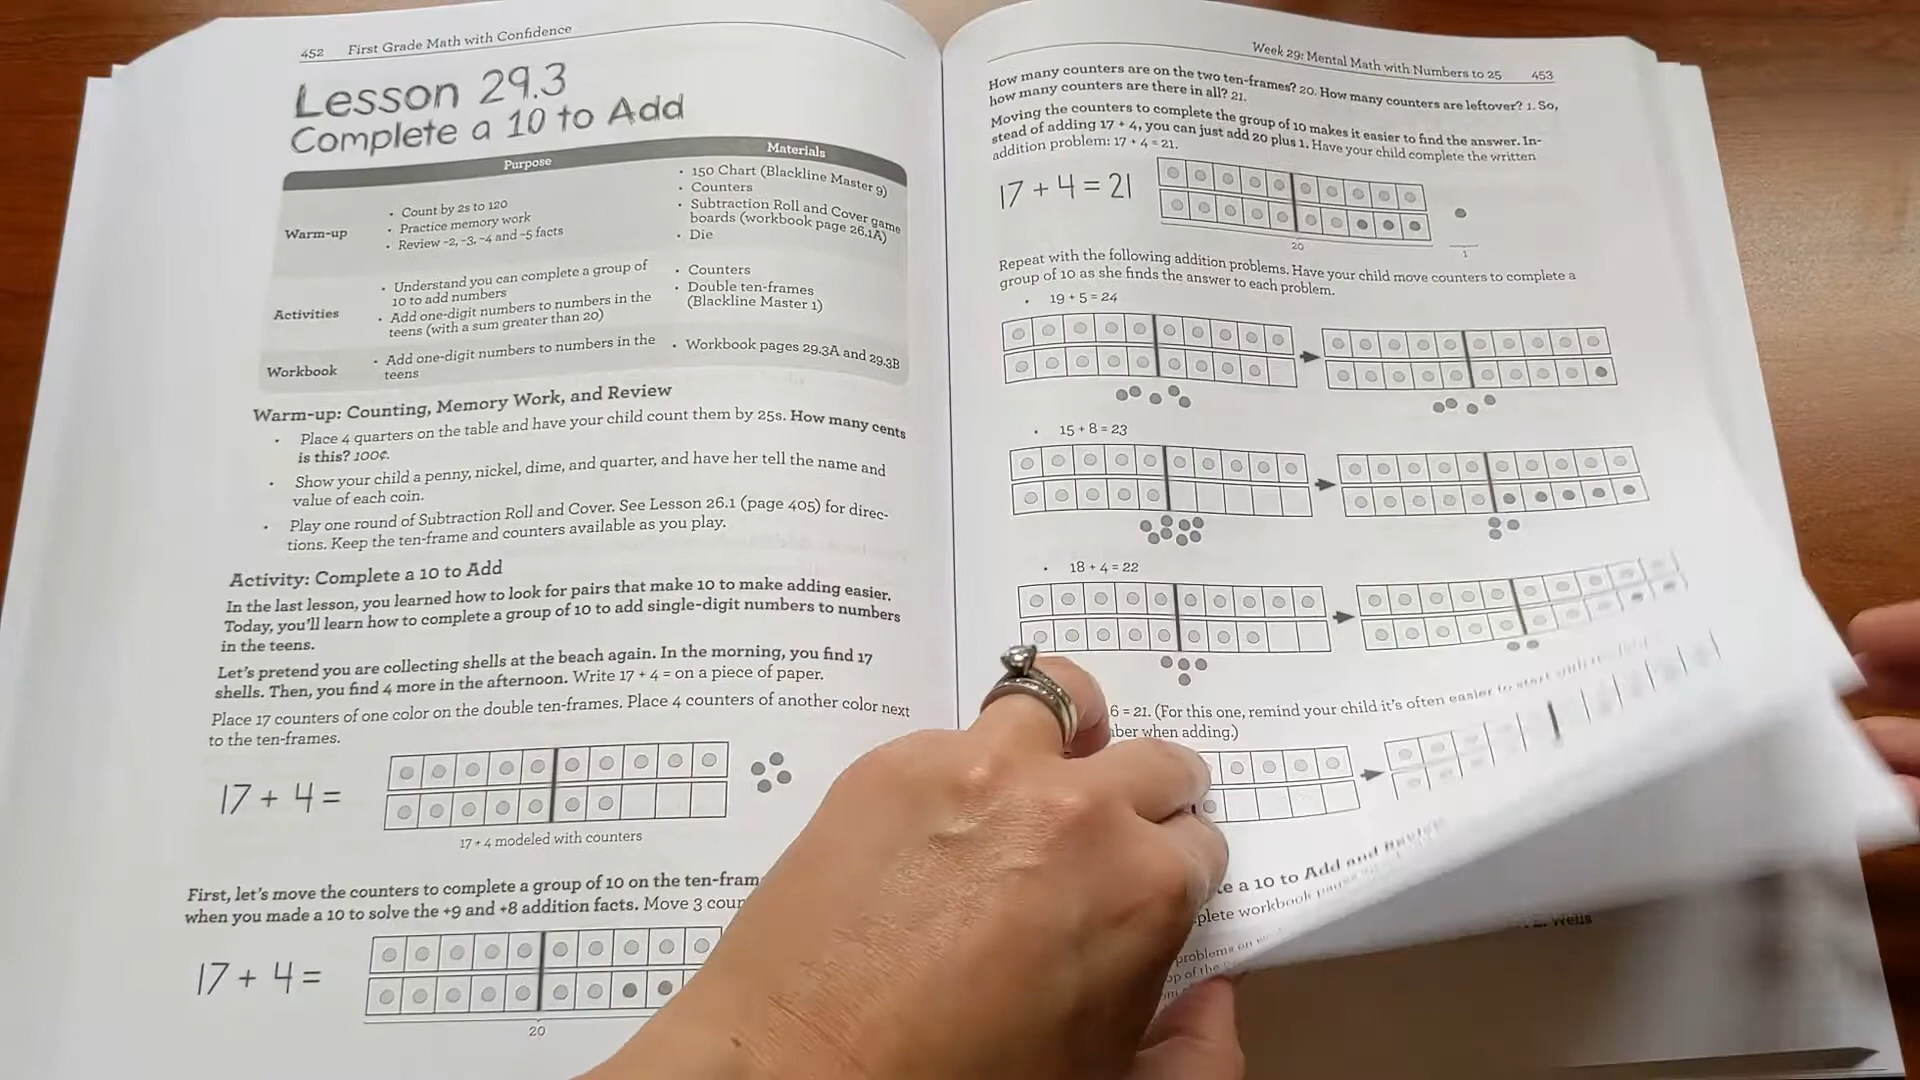 452 First Grade Math with Confidence
Lesson 29.3
Complete a 10 to Add
Purpose
Materials
Warm-up
• Count by 2s to 120
• Practice memory work
• Review -2, -3, -4 and -5 facts
• 150 Chart (Blackline Master 9)
• Counters
• Subtraction Roll and Cover game
boards (workbook page 26.1A)
• Die
Activities
• Understand you can complete a group of
10 to add numbers
• Add one-digit numbers to numbers in the
teens (with a sum greater than 20)
• Counters
• Double ten-frames
(Blackline Master 1)
Workbook
• Add one-digit numbers to numbers in the
teens
• Workbook pages 29.3A and 29.3B
Warm-up: Counting, Memory Work, and Review
• Place 4 quarters on the table and have your child count them by 25s. How many cents
is this? 100¢.
• Show your child a penny, nickel, dime, and quarter, and have her tell the name and
value of each coin.
• Play one round of Subtraction Roll and Cover. See Lesson 26.1 (page 405) for direc-
tions. Keep the ten-frame and counters available as you play.
Activity: Complete a 10 to Add
In the last lesson, you learned how to look for pairs that make 10 to make adding easier.
Today, you'll learn how to complete a group of 10 to add single-digit numbers to numbers
in the teens.
Let's pretend you are collecting shells at the beach again. In the morning, you find 17
shells. Then, you find 4 more in the afternoon. Write 17 + 4 = on a piece of paper.
Place 17 counters of one color on the double ten-frames. Place 4 counters of another color next
to the ten-frames.
17 + 4 =
17 + 4 modeled with counters
First, let's move the counters to complete a group of 10 on the ten-fram
when you made a 10 to solve the +9 and +8 addition facts. Move 3 coun
17 + 4 =
20
Week 29: Mental Math with Numbers to 25 453
How many counters are on the two ten-frames? 20. How many counters are leftover? 1. So,
how many counters are there in all? 21.
Moving the counters to complete the group of 10 makes it easier to find the answer. In-
stead of adding 17 + 4, you can just add 20 plus 1. Have your child complete the written
addition problem: 17 + 4 = 21.
17 + 4 = 21
20
1
Repeat with the following addition problems. Have your child move counters to complete a
group of 10 as she finds the answer to each problem.
• 19 + 5 = 24
• 15 + 8 = 23
• 18 + 4 = 22
6 = 21. (For this one, remind your child it's often easier to start with
ber when adding.)
e a 10 to Add and
plete workbook
problems on
op of the
Wells